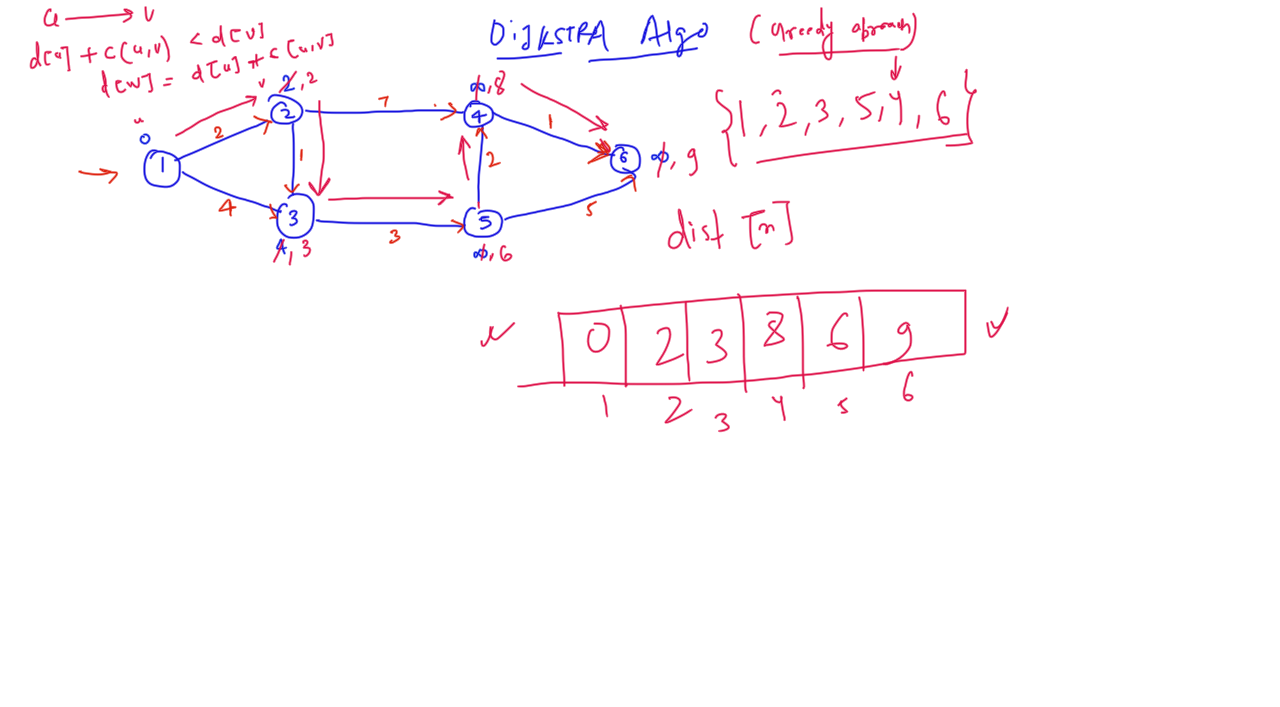 u → v
d[u] + c(u,v) < d[v]
d[v] = d[u] + c[u,v]
DijkSTRA Algo (Greedy aproach)
{1, 2, 3, 5, 4, 6}
u
0
v
2, 2
∞, 8
∞, 9
4, 3
∞, 6
1
2
3
4
5
6
2
4
1
7
3
2
1
5
dist [n]
0 2 3 8 6 9
1 2 3 4 5 6